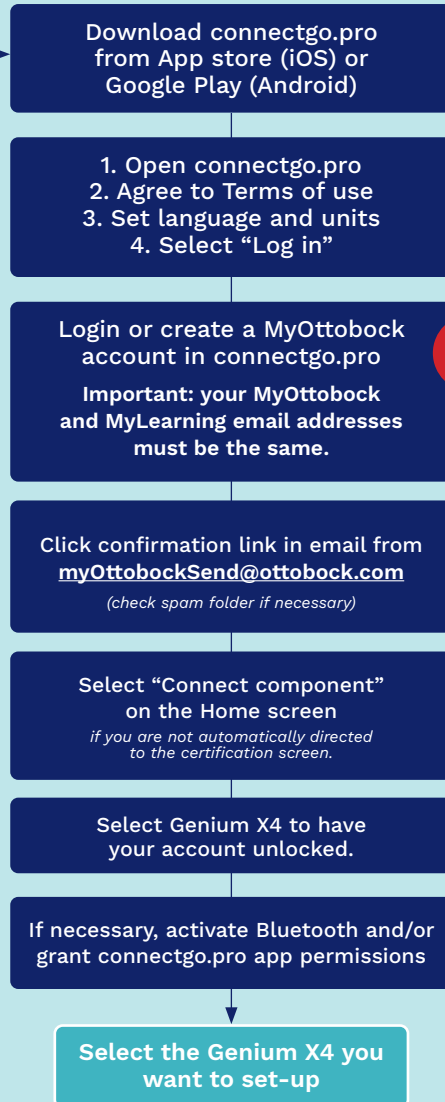 Download connectgo.pro
from App store (iOS) or
Google Play (Android)
1. Open connectgo.pro
2. Agree to Terms of use
3. Set language and units
4. Select “Log in”
Login or create a MyOttobock
account in connectgo.pro
Important: your MyOttobock
and MyLearning email addresses
must be the same.
Click confirmation link in email from
myOttobockSend@ottobock.com
(check spam folder if necessary)
Select “Connect component”
on the Home screen
if you are not automatically directed
to the certification screen.
Select Genium X4 to have
your account unlocked.
If necessary, activate Bluetooth and/or
grant connectgo.pro app permissions
Select the Genium X4 you
want to set-up